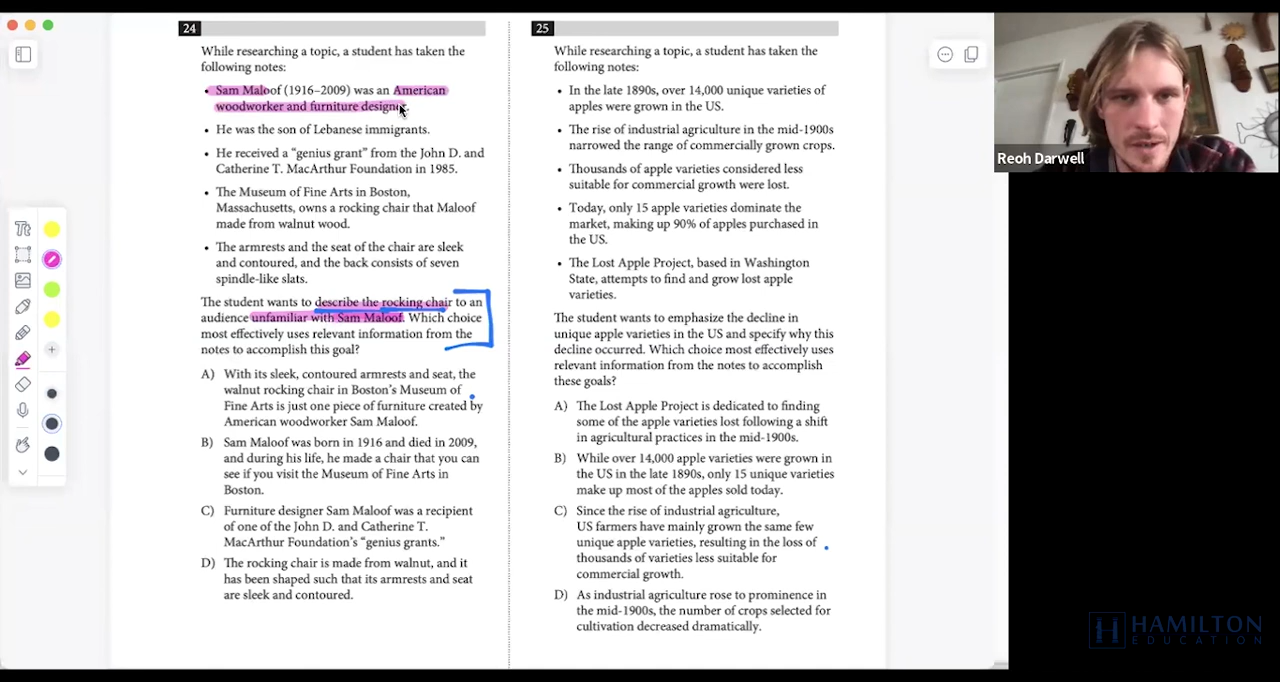 24
While researching a topic, a student has taken the
following notes:
• Sam Maloof (1916–2009) was an American
woodworker and furniture designer.
• He was the son of Lebanese immigrants.
• He received a “genius grant” from the John D. and
Catherine T. MacArthur Foundation in 1985.
• The Museum of Fine Arts in Boston,
Massachusetts, owns a rocking chair that Maloof
made from walnut wood.
• The armrests and the seat of the chair are sleek
and contoured, and the back consists of seven
spindle-like slats.
The student wants to describe the rocking chair to an
audience unfamiliar with Sam Maloof. Which choice
most effectively uses relevant information from the
notes to accomplish this goal?
A) With its sleek, contoured armrests and seat, the
walnut rocking chair in Boston’s Museum of
Fine Arts is just one piece of furniture created by
American woodworker Sam Maloof.
B) Sam Maloof was born in 1916 and died in 2009,
and during his life, he made a chair that you can
see if you visit the Museum of Fine Arts in
Boston.
C) Furniture designer Sam Maloof was a recipient
of one of the John D. and Catherine T.
MacArthur Foundation’s “genius grants.”
D) The rocking chair is made from walnut, and it
has been shaped such that its armrests and seat
are sleek and contoured.
25
While researching a topic, a student has taken the
following notes:
• In the late 1890s, over 14,000 unique varieties of
apples were grown in the US.
• The rise of industrial agriculture in the mid-1900s
narrowed the range of commercially grown crops.
• Thousands of apple varieties considered less
suitable for commercial growth were lost.
• Today, only 15 apple varieties dominate the
market, making up 90% of apples purchased in
the US.
• The Lost Apple Project, based in Washington
State, attempts to find and grow lost apple
varieties.
The student wants to emphasize the decline in
unique apple varieties in the US and specify why this
decline occurred. Which choice most effectively uses
relevant information from the notes to accomplish
these goals?
A) The Lost Apple Project is dedicated to finding
some of the apple varieties lost following a shift
in agricultural practices in the mid-1900s.
B) While over 14,000 apple varieties were grown in
the US in the late 1890s, only 15 unique varieties
make up most of the apples sold today.
C) Since the rise of industrial agriculture,
US farmers have mainly grown the same few
unique apple varieties, resulting in the loss of
thousands of varieties less suitable for
commercial growth.
D) As industrial agriculture rose to prominence in
the mid-1900s, the number of crops selected for
cultivation decreased dramatically.
Reoh Darwell
HAMILTON
EDUCATION